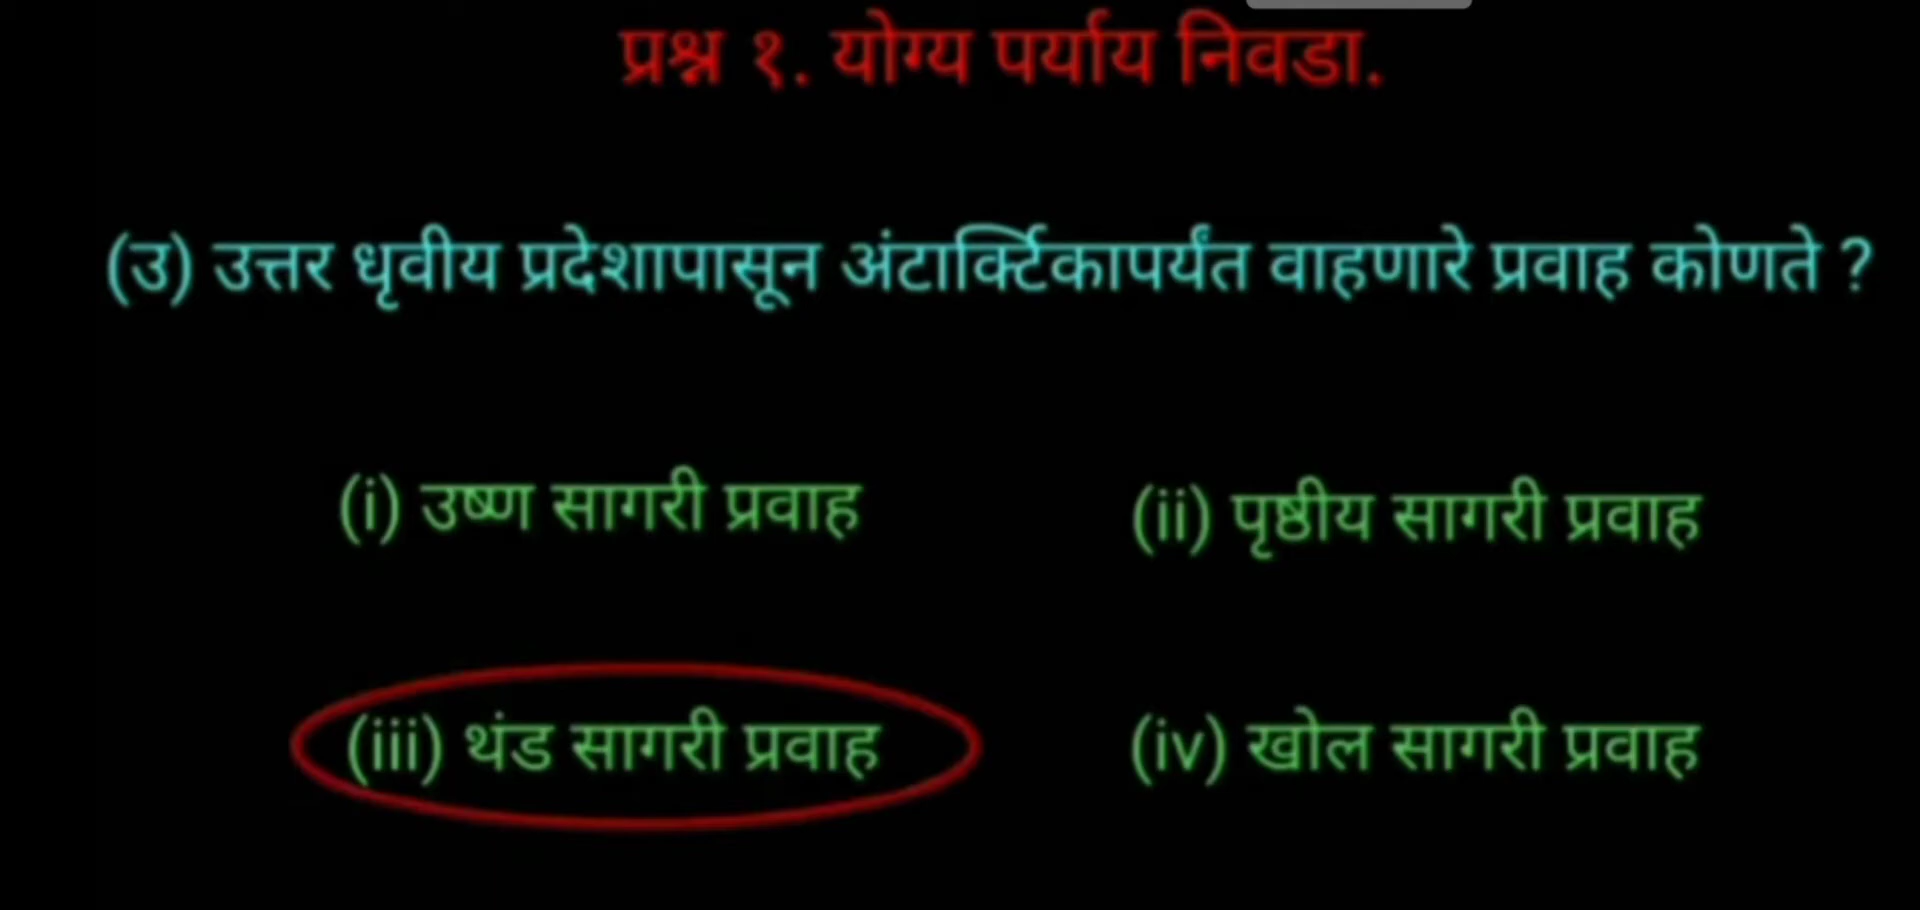 प्रश्न १. योग्य पर्याय निवडा.
(उ) उत्तर धृवीय प्रदेशापासून अंटार्क्टिकापर्यंत वाहणारे प्रवाह कोणते ?
(i) उष्ण सागरी प्रवाह (ii) पृष्ठीय सागरी प्रवाह
(iii) थंड सागरी प्रवाह (iv) खोल सागरी प्रवाह